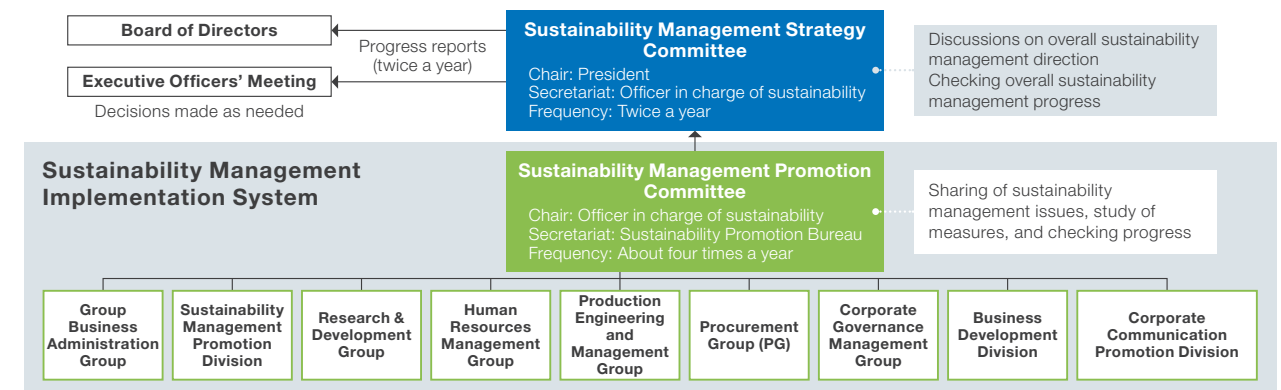 Board of Directors
Executive Officers’ Meeting
Decisions made as needed
Progress reports
(twice a year)
Sustainability Management Strategy
Committee
Chair: President
Secretariat: Officer in charge of sustainability
Frequency: Twice a year
Discussions on overall sustainability
management direction
Checking overall sustainability
management progress
Sustainability Management
Implementation System
Sustainability Management Promotion
Committee
Chair: Officer in charge of sustainability
Secretariat: Sustainability Promotion Bureau
Frequency: About four times a year
Sharing of sustainability
management issues, study of
measures, and checking progress
Group
Business
Administration
Group
Sustainability
Management
Promotion
Division
Research &
Development
Group
Human
Resources
Management
Group
Production
Engineering
and
Management
Group
Procurement
Group (PG)
Corporate
Governance
Management
Group
Business
Development
Division
Corporate
Communication
Promotion Division